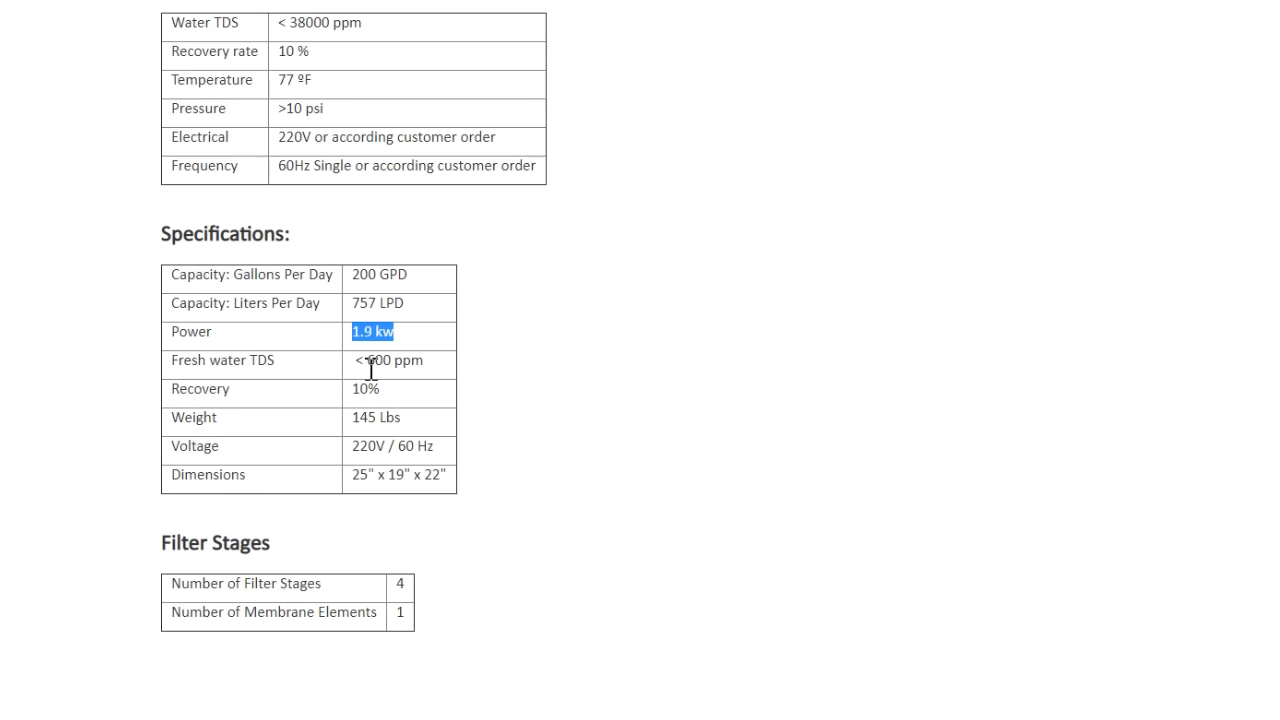 Water TDS < 38000 ppm
Recovery rate 10 %
Temperature 77 ºF
Pressure >10 psi
Electrical 220V or according customer order
Frequency 60Hz Single or according customer order
Specifications:
Capacity: Gallons Per Day 200 GPD
Capacity: Liters Per Day 757 LPD
Power 1.9 kw
Fresh water TDS < 600 ppm
Recovery 10%
Weight 145 Lbs
Voltage 220V / 60 Hz
Dimensions 25" x 19" x 22"
Filter Stages
Number of Filter Stages 4
Number of Membrane Elements 1